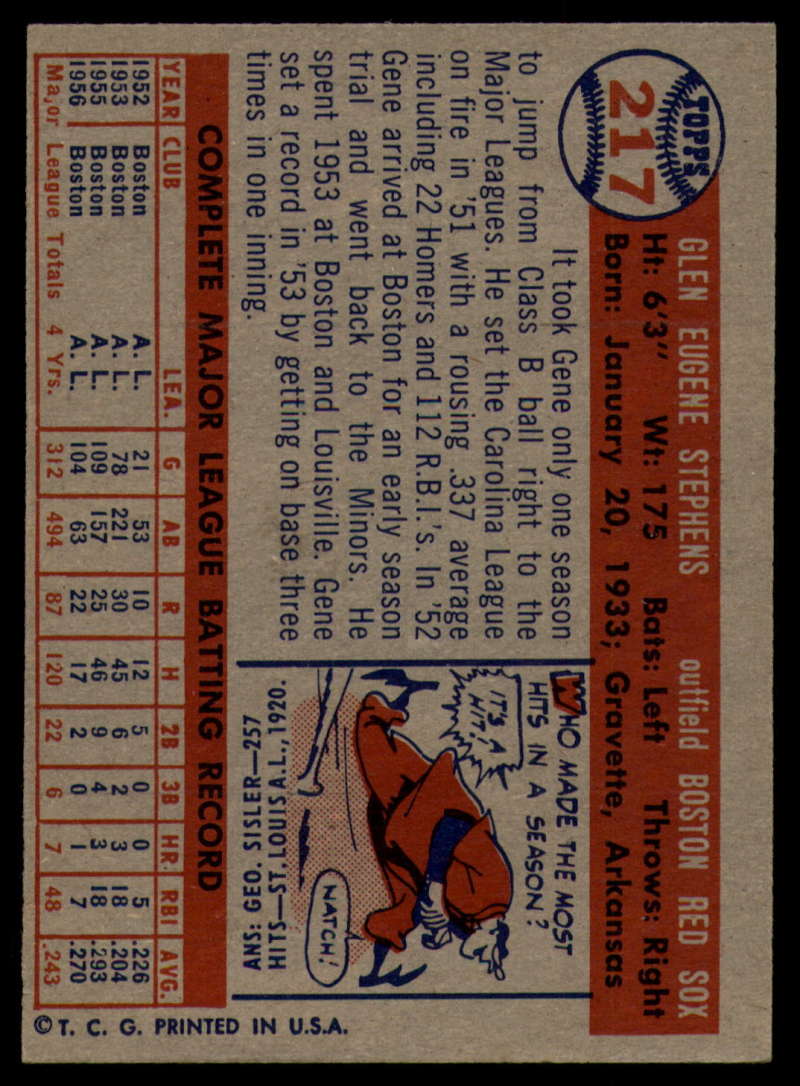 TOPPS
217
GLEN EUGENE STEPHENS outfield BOSTON RED SOX
Ht: 6'3" Wt: 175 Bats: Left Throws: Right
Born: January 20, 1933; Gravette, Arkansas
It took Gene only one season
to jump from Class B ball right to the
Major Leagues. He set the Carolina League
on fire in '51 with a rousing .337 average
including 22 Homers and 112 R.B.I.'s. In '52
Gene arrived at Boston for an early season
trial and went back to the Minors. He
spent 1953 at Boston and Louisville. Gene
set a record in '53 by getting on base three
times in one inning.
WHO MADE THE MOST
HITS IN A SEASON?
IT'S A
HIT!
NATCH!
ANS: GEO. SISLER—257
HITS—ST. LOUIS A.L., 1920.
COMPLETE MAJOR LEAGUE BATTING RECORD
YEAR CLUB LEA. G AB R H 2B 3B HR. RBI AVG.
1952 Boston A. L. 21 53 10 12 5 0 0 5 .226
1953 Boston A. L. 78 221 30 45 6 2 3 18 .204
1955 Boston A. L. 109 157 25 46 9 4 3 18 .293
1956 Boston A. L. 104 63 22 17 2 0 1 7 .270
Major League Totals 4 Yrs. 312 494 87 120 22 6 7 48 .243
© T. C. G. PRINTED IN U.S.A.